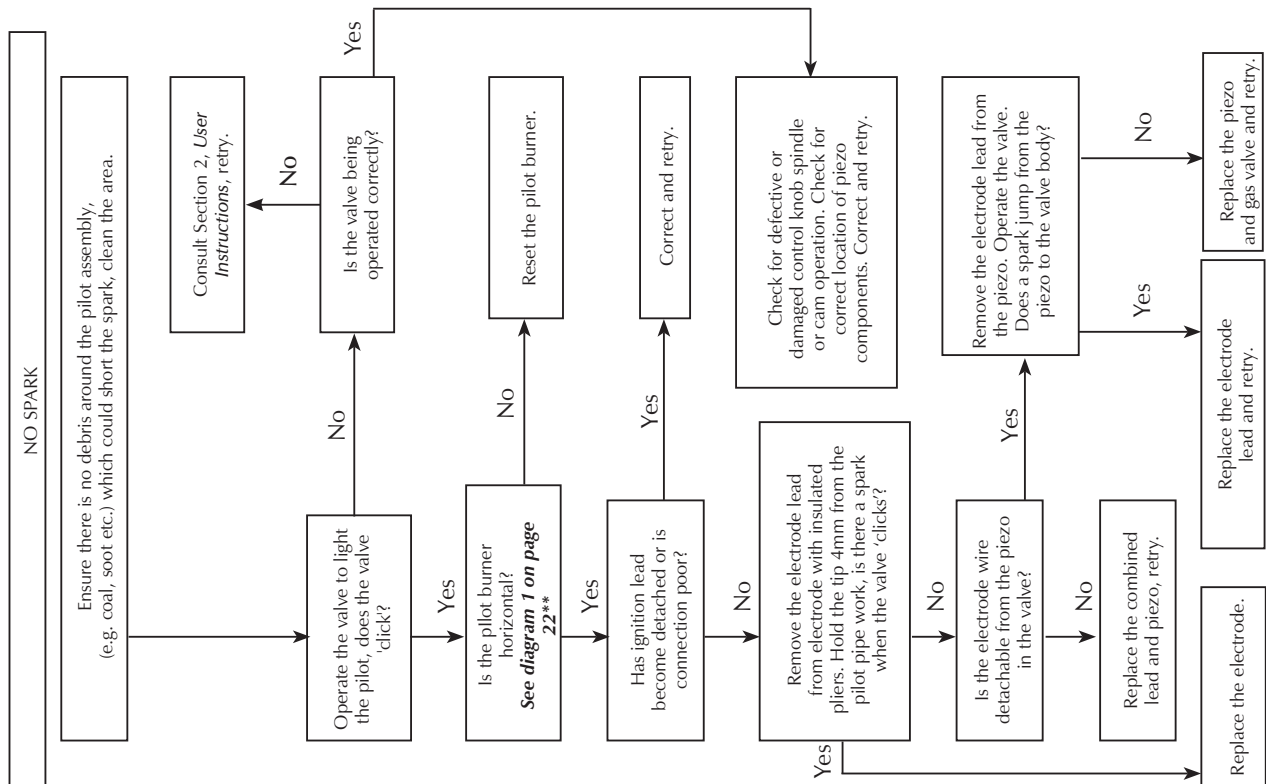 NO SPARK
Ensure there is no debris around the pilot assembly,
(e.g. coal, soot etc.) which could short the spark, clean the area.
Operate the valve to light
the pilot, does the valve
'click'?
No
Is the valve being
operated correctly?
No
Consult Section 2, User
Instructions, retry.
Yes
Yes
Is the pIlot burner
horizontal?
See diagram 1 on page
22**
No
Reset the pilot burner.
Yes
Has ignition lead
become detached or is
connection poor?
Yes
Correct and retry.
No
Check for defective or
damaged control knob spindle
or cam operation. Check for
correct location of piezo
components. Correct and retry.
Remove the electrode lead
from electrode with insulated
pliers. Hold the tip 4mm from the
pilot pipe work, is there a spark
when the valve 'clicks'?
Yes
No
Is the electrode wire
detachable from the piezo
in the valve?
Yes
Remove the electrode lead from
the piezo. Operate the valve.
Does a spark jump from the
piezo to the valve body?
No
No
Replace the combined
lead and piezo, retry.
Yes
Replace the electrode.
Replace the electrode
lead and retry.
Replace the piezo
and gas valve and retry.